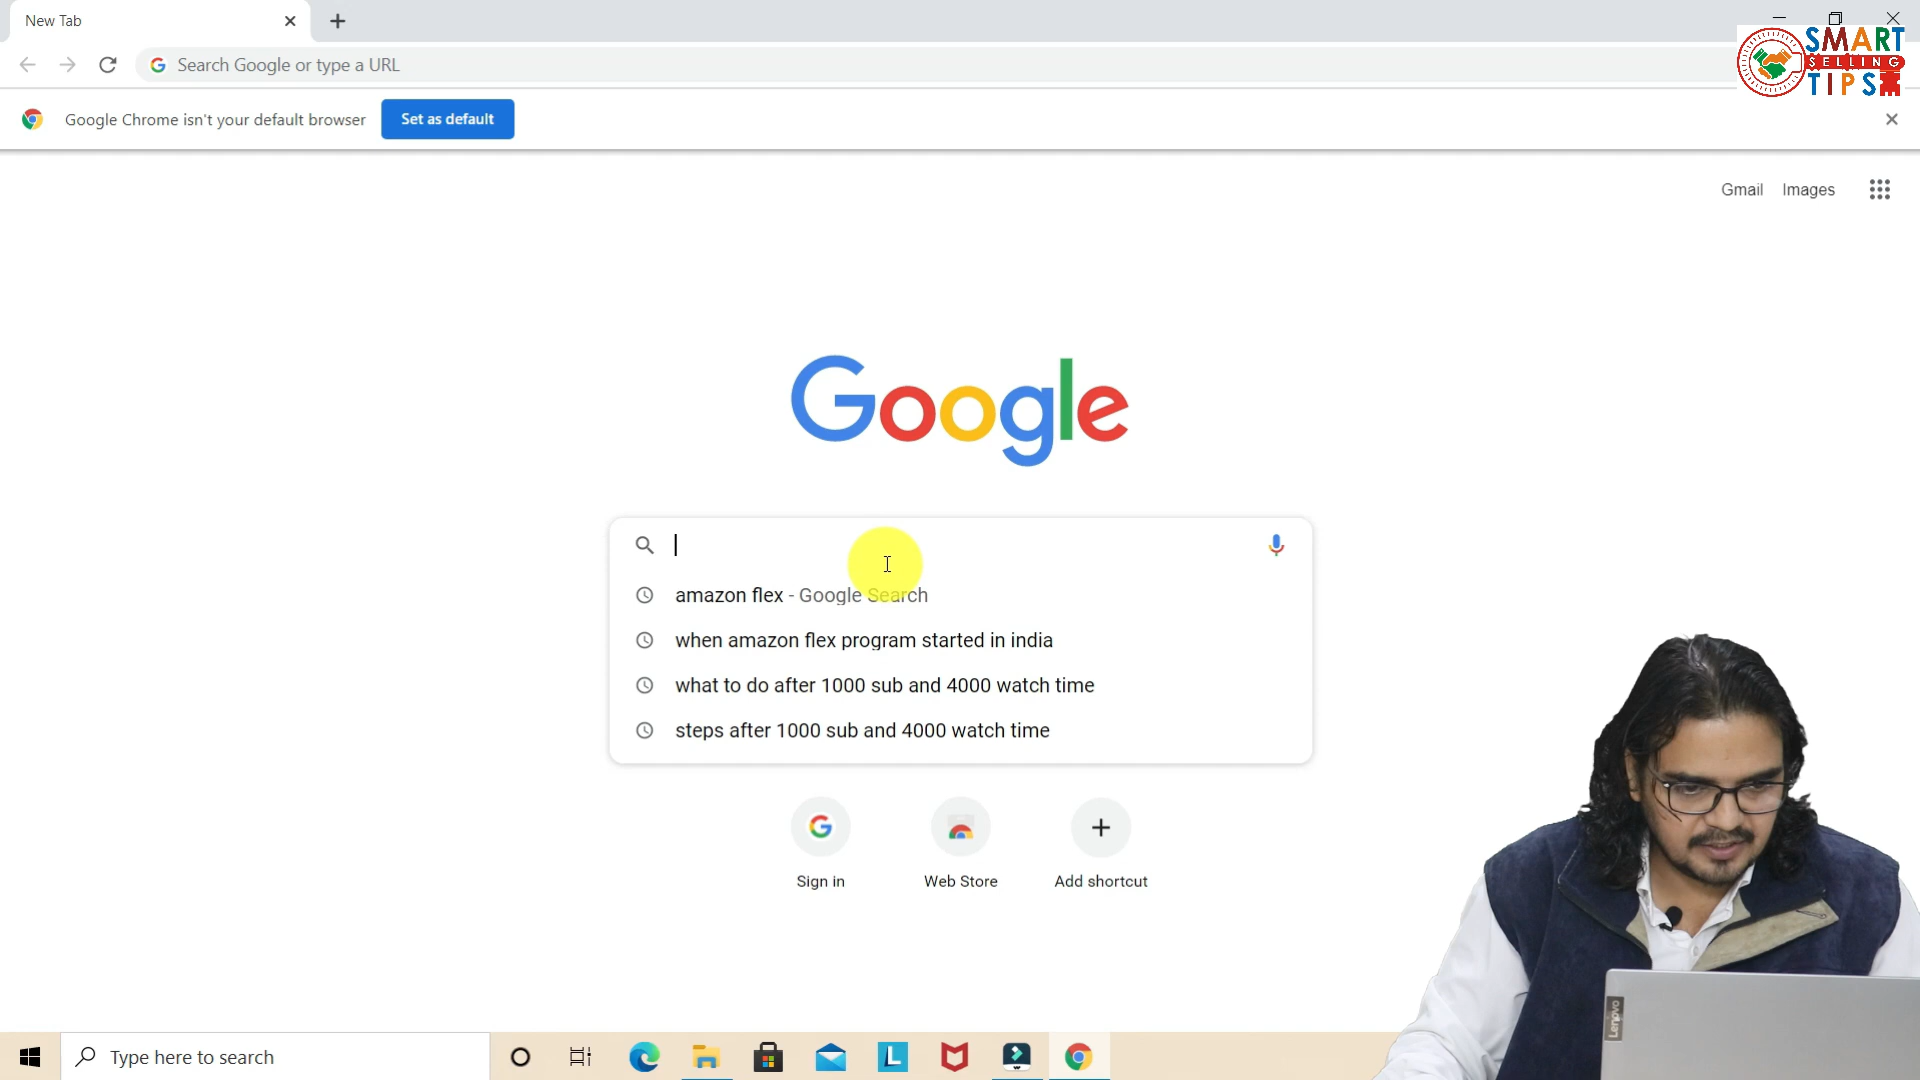 New Tab
Search Google or type a URL
SMART
SELLING
TIPS
Google Chrome isn't your default browser
Set as default
Gmail
Images
Google
amazon flex - Google Search
when amazon flex program started in india
what to do after 1000 sub and 4000 watch time
steps after 1000 sub and 4000 watch time
Sign in
Web Store
Add shortcut
Lenovo
Type here to search
L